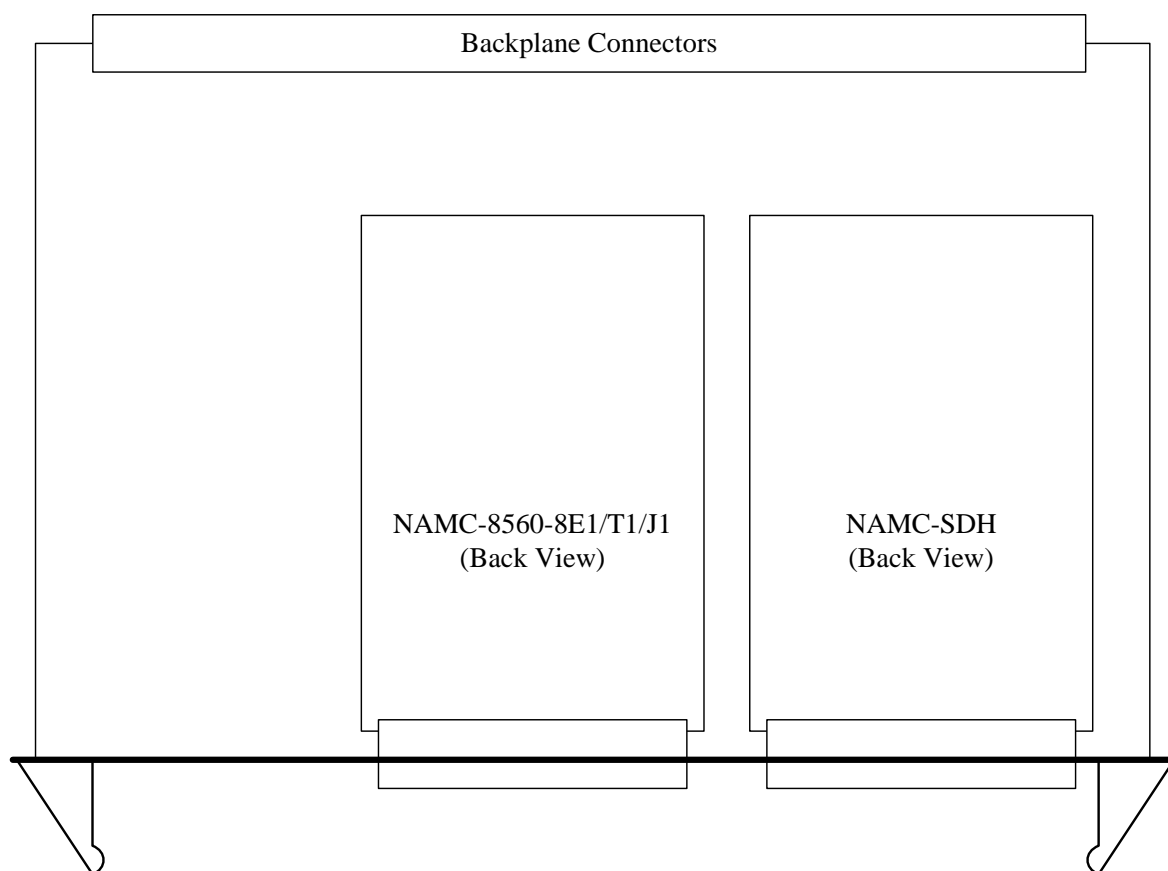 Backplane Connectors
NAMC-8560-8E1/T1/J1
(Back View)
NAMC-SDH
(Back View)